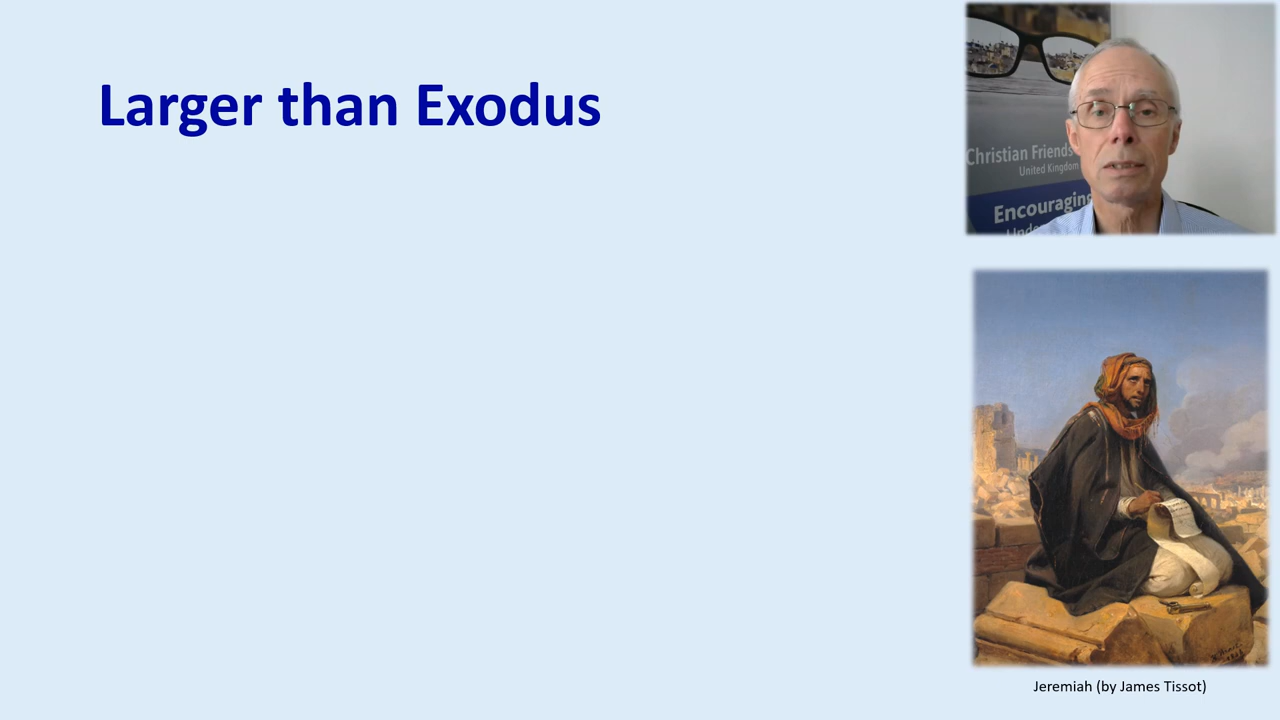 Larger than Exodus
Christian Friends
United Kingdom
Encouraging
Jeremiah (by James Tissot)